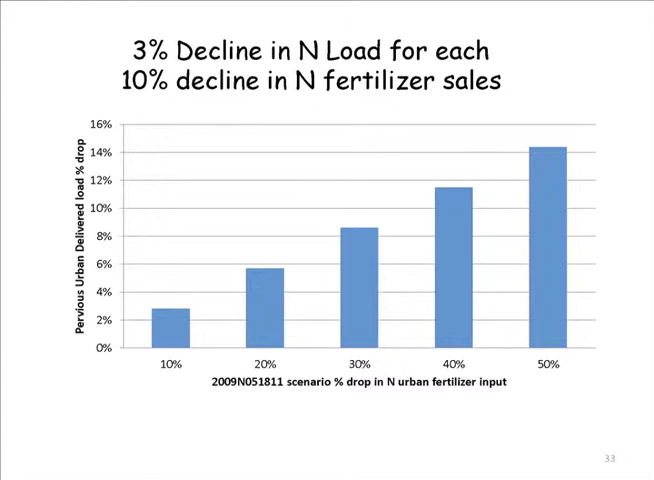 3% Decline in N Load for each
10% decline in N fertilizer sales
Pervious Urban Delivered load % drop
16%
14%
12%
10%
8%
6%
4%
2%
0%
10% 20% 30% 40% 50%
2009N051811 scenario % drop in N urban fertilizer input
33